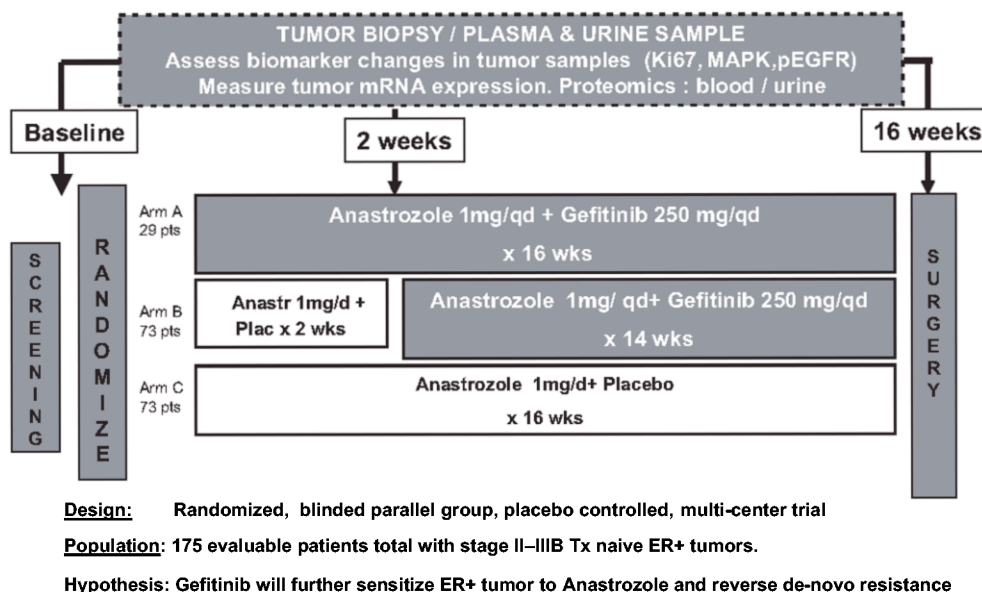 TUMOR BIOPSY / PLASMA & URINE SAMPLE
Assess biomarker changes in tumor samples (Ki67, MAPK,pEGFR)
Measure tumor mRNA expression. Proteomics : blood / urine
Baseline
2 weeks
16 weeks
SCREENING
RANDOMIZE
Arm A
29 pts
Anastrozole 1mg/qd + Gefitinib 250 mg/qd
x 16 wks
Arm B
73 pts
Anastr 1mg/d +
Plac x 2 wks
Anastrozole 1mg/ qd+ Gefitinib 250 mg/qd
x 14 wks
Arm C
73 pts
Anastrozole 1mg/d+ Placebo
x 16 wks
SURGERY
Design: Randomized, blinded parallel group, placebo controlled, multi-center trial
Population: 175 evaluable patients total with stage II–IIIB Tx naive ER+ tumors.
Hypothesis: Gefitinib will further sensitize ER+ tumor to Anastrozole and reverse de-novo resistance